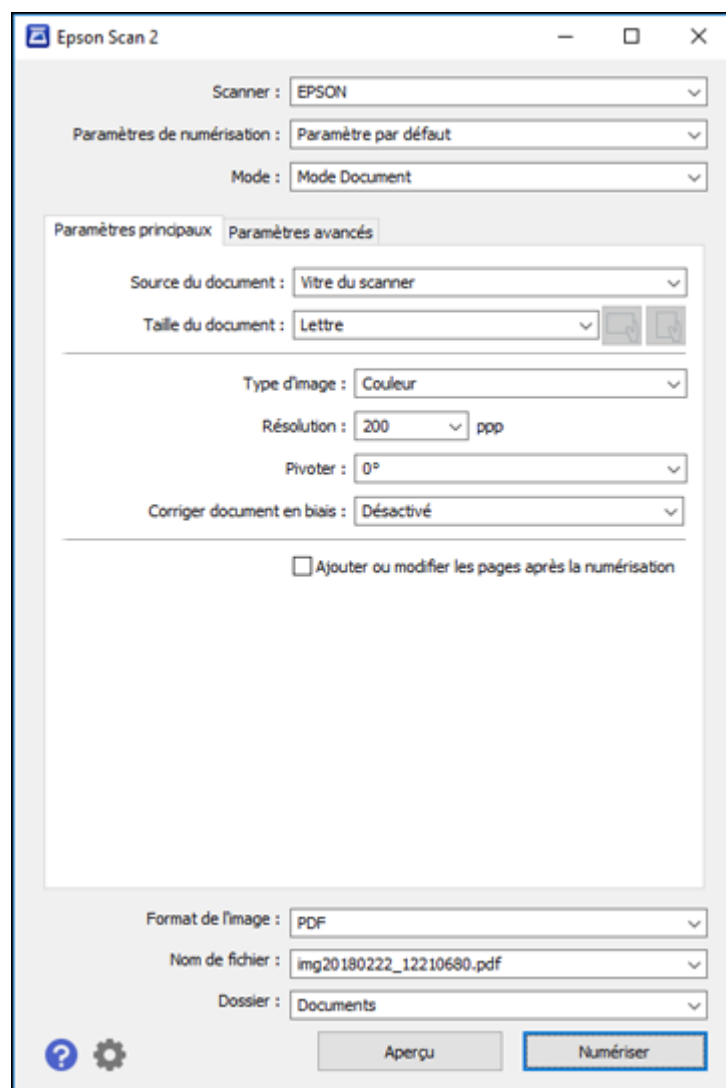 Epson Scan 2
Scanner : EPSON
Paramètres de numérisation : Paramètre par défaut
Mode : Mode Document
Paramètres principaux Paramètres avancés
Source du document : Vitre du scanner
Taille du document : Lettre
Type d'image : Couleur
Résolution : 200 ppp
Pivoter : 0°
Corriger document en biais : Désactivé
Ajouter ou modifier les pages après la numérisation
Format de l'image : PDF
Nom de fichier : img20180222_12210680.pdf
Dossier : Documents
? Aperçu Numériser